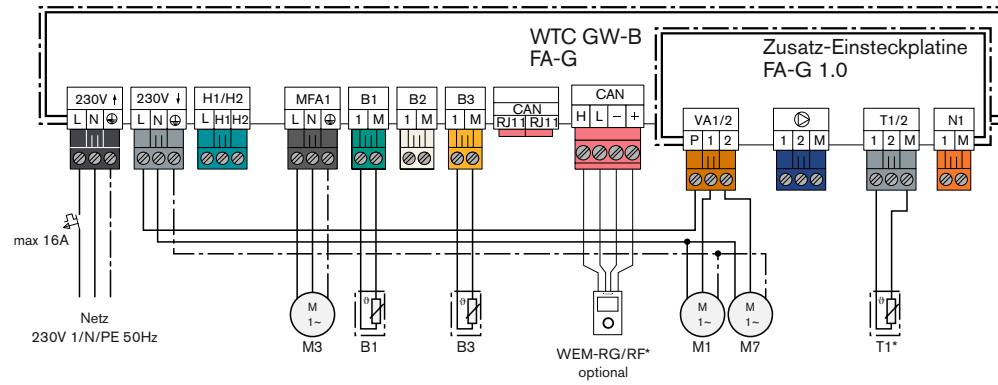 WTC GW-B
FA-G
Zusatz-Einsteckplatine
FA-G 1.0
230V ↑
230V ↓
H1/H2
MFA1
B1
B2
B3
CAN
RJ11 RJ11
CAN
VA1/2
T1/2
N1
L N
L N
L H1 H2
L N
1 M
1 M
1 M
H L − +
P 1 2
1 2 M
1 2 M
1 M
max 16A
Netz
230V 1/N/PE 50Hz
M
1~
M3
ϑ
B1
ϑ
B3
WEM-RG/RF*
optional
M
1~
M1
M
1~
M7
ϑ
T1*